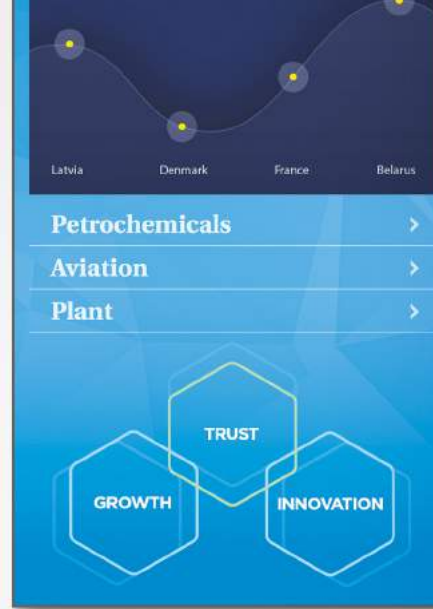 Latvia Denmark France Belarus
Petrochemicals >
Aviation >
Plant >
TRUST
GROWTH INNOVATION